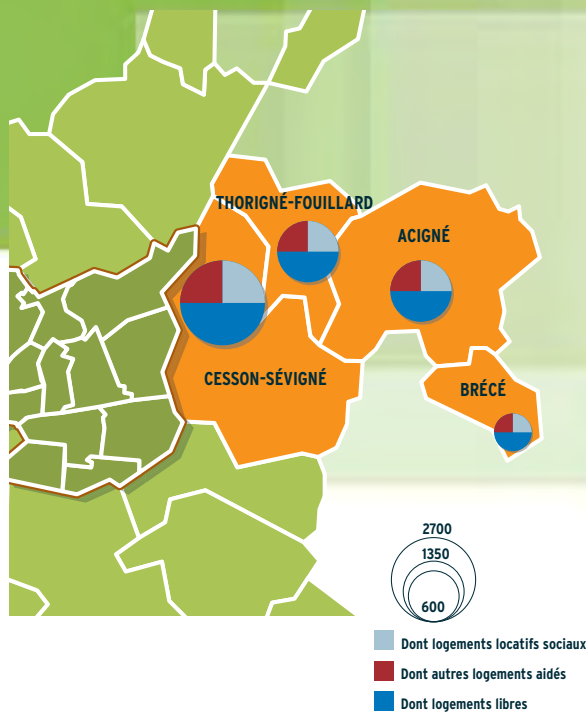 THORIGNÉ-FOUILLARD
ACIGNÉ
CESSON-SÉVIGNÉ
BRÉCÉ
2700
1350
600
Dont logements locatifs sociaux
Dont autres logements aidés
Dont logements libres